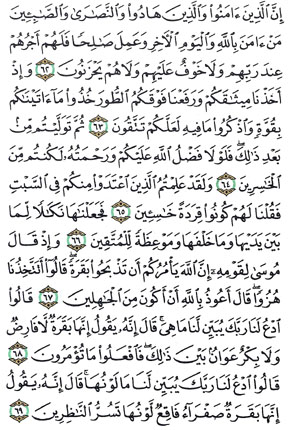 إِنَّ ٱلَّذِينَ ءَامَنُوا۟ وَٱلَّذِينَ هَادُوا۟ وَٱلنَّصَـٰرَىٰ وَٱلصَّـٰبِـِٔينَ
مَنْ ءَامَنَ بِٱللَّهِ وَٱلْيَوْمِ ٱلْـَٔاخِرِ وَعَمِلَ صَـٰلِحًا فَلَهُمْ أَجْرُهُمْ
عِندَ رَبِّهِمْ وَلَا خَوْفٌ عَلَيْهِمْ وَلَا هُمْ يَحْزَنُونَ ٦٢ وَإِذْ
أَخَذْنَا مِيثَـٰقَكُمْ وَرَفَعْنَا فَوْقَكُمُ ٱلطُّورَ خُذُوا۟ مَآ ءَاتَيْنَـٰكُم
بِقُوَّةٍ وَٱذْكُرُوا۟ مَا فِيهِ لَعَلَّكُمْ تَتَّقُونَ ٦٣ ثُمَّ تَوَلَّيْتُم مِّنۢ
بَعْدِ ذَٰلِكَ ۖ فَلَوْلَا فَضْلُ ٱللَّهِ عَلَيْكُمْ وَرَحْمَتُهُۥ لَكُنتُم مِّنَ
ٱلْخَـٰسِرِينَ ٦٤ وَلَقَدْ عَلِمْتُمُ ٱلَّذِينَ ٱعْتَدَوْا۟ مِنكُمْ فِى ٱلسَّبْتِ
فَقُلْنَا لَهُمْ كُونُوا۟ قِرَدَةً خَـٰسِـِٔينَ ٦٥ فَجَعَلْنَـٰهَا نَكَـٰلًا لِّمَا
بَيْنَ يَدَيْهَا وَمَا خَلْفَهَا وَمَوْعِظَةً لِّلْمُتَّقِينَ ٦٦ وَإِذْ قَالَ
مُوسَىٰ لِقَوْمِهِۦٓ إِنَّ ٱللَّهَ يَأْمُرُكُمْ أَن تَذْبَحُوا۟ بَقَرَةً ۖ قَالُوٓا۟ أَتَتَّخِذُنَا
هُزُوًا ۖ قَالَ أَعُوذُ بِٱللَّهِ أَنْ أَكُونَ مِنَ ٱلْجَـٰهِلِينَ ٦٧ قَالُوا۟
ٱدْعُ لَنَا رَبَّكَ يُبَيِّن لَّنَا مَا هِىَ ۚ قَالَ إِنَّهُۥ يَقُولُ إِنَّهَا بَقَرَةٌ لَّا فَارِضٌ
وَلَا بِكْرٌ عَوَانٌۢ بَيْنَ ذَٰلِكَ ۖ فَٱفْعَلُوا۟ مَا تُؤْمَرُونَ ٦٨
قَالُوا۟ ٱدْعُ لَنَا رَبَّكَ يُبَيِّن لَّنَا مَا لَوْنُهَا ۚ قَالَ إِنَّهُۥ يَقُولُ
إِنَّهَا بَقَرَةٌ صَفْرَآءُ فَاقِعٌ لَّوْنُهَا تَسُرُّ ٱلنَّـٰظِرِينَ ٦٩